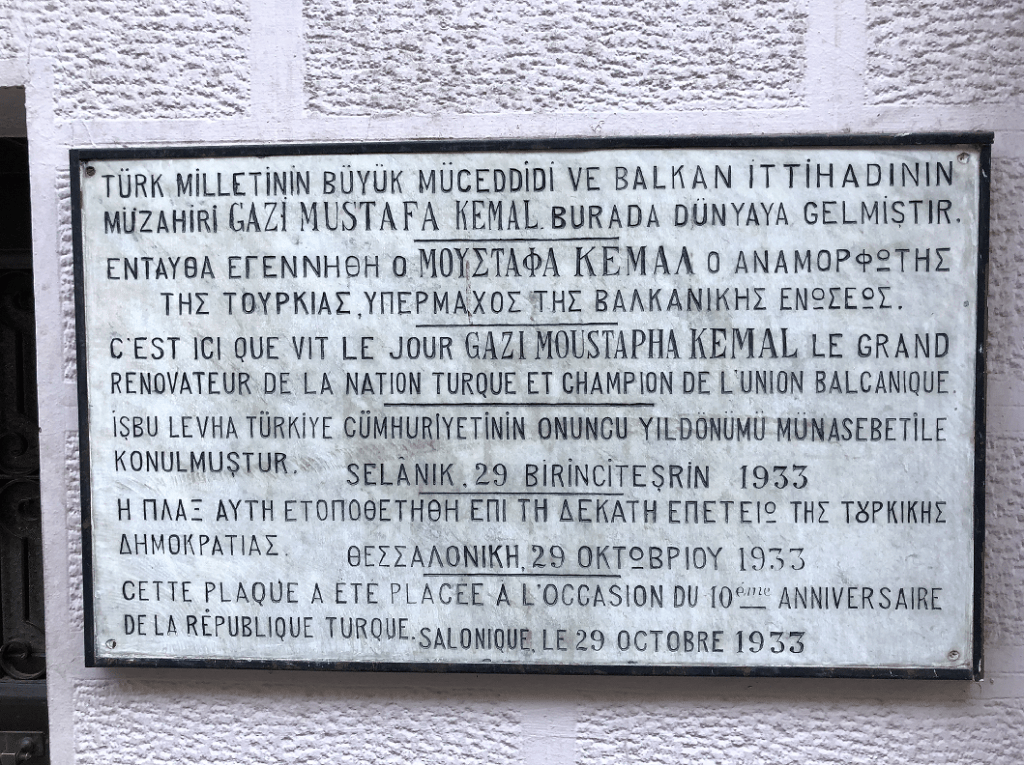 TÜRK MİLLETİNİN BÜYÜK MÜCEDDİDİ VE BALKAN İTTİHADININ
MÜZAHİRİ GAZİ MUSTAFA KEMAL BURADA DÜNYAYA GELMİŞTİR.
ΕΝΤΑΥΘΑ ΕΓΕΝΝΗΘΗ Ο ΜΟΥΣΤΑΦΑ ΚΕΜΑΛ Ο ΑΝΑΜΟΡΦΩΤΗΣ
ΤΗΣ ΤΟΥΡΚΙΑΣ, ΥΠΕΡΜΑΧΟΣ ΤΗΣ ΒΑΛΚΑΝΙΚΗΣ ΕΝΩΣΕΩΣ.
C'EST ICI QUE VIT LE JOUR GAZI MOUSTAPHA KEMAL LE GRAND
RENOVATEUR DE LA NATION TURQUE ET CHAMPION DE L'UNION BALCANIQUE.
İŞBU LEVHA TÜRKİYE CÜMHURİYETİNİN ONUNCU YILDÖNÜMÜ MÜNASEBETİLE
KONULMUŞTUR. SELÂNİK, 29 BİRİNCİTEŞRİN 1933
Η ΠΛΑΞ ΑΥΤΗ ΕΤΟΠΟΘΕΤΗΘΗ ΕΠΙ ΤΗ ΔΕΚΑΤΗ ΕΠΕΤΕΙΩ ΤΗΣ ΤȢΡΚΙΚΗΣ
ΔΗΜΟΚΡΑΤΙΑΣ. ΘΕΣΣΑΛΟΝΙΚΗ, 29 ΟΚΤΩΒΡΙΟΥ 1933
CETTE PLAQUE A ÉTÉ PLACÉE A L'OCCASION DU 10ème ANNIVERSAIRE
DE LA RÉPUBLIQUE TURQUE. SALONIQUE, LE 29 OCTOBRE 1933